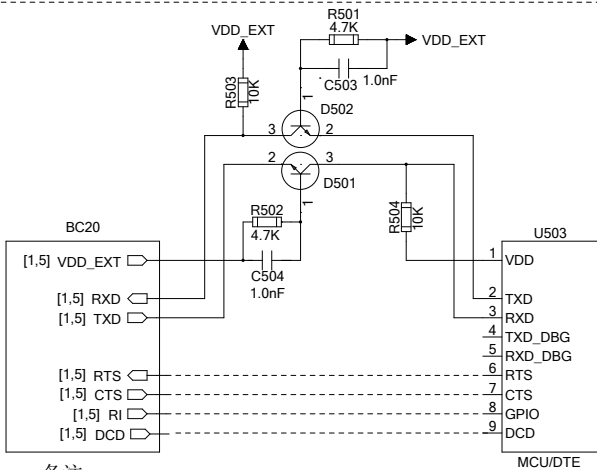 R501
4.7K
VDD_EXT
VDD_EXT
C503
1.0nF
R503
10K
1
D502
3
2
2
3
D501
R502
4.7K
1
R504
10K
C504
1.0nF
BC20
U503
[1,5] VDD_EXT
1 VDD
[1,5] RXD
2 TXD
[1,5] TXD
3 RXD
4 TXD_DBG
5 RXD_DBG
[1,5] RTS
6 RTS
[1,5] CTS
7 CTS
[1,5] RI
8 GPIO
[1,5] DCD
9 DCD
MCU/DTE